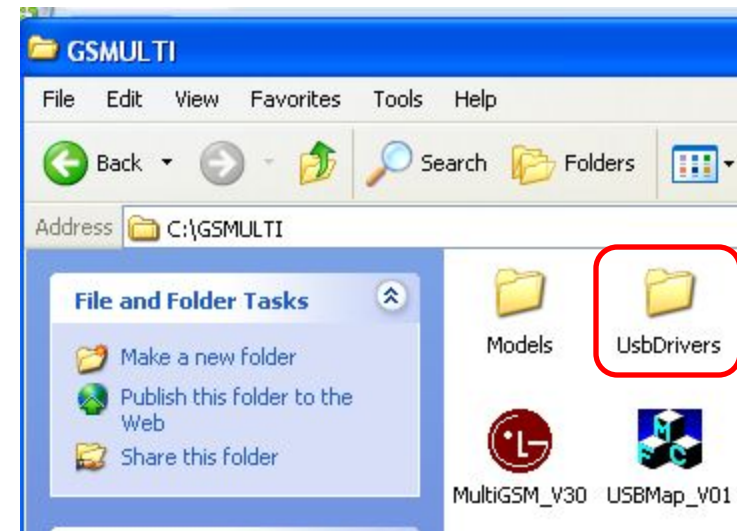 GSMULTI
File Edit View Favorites Tools Help
Back Search Folders
Address C:\GSMULTI
File and Folder Tasks
Make a new folder
Publish this folder to the
Web
Share this folder
Models UsbDrivers
MultiGSM_V30 USBMap_V01